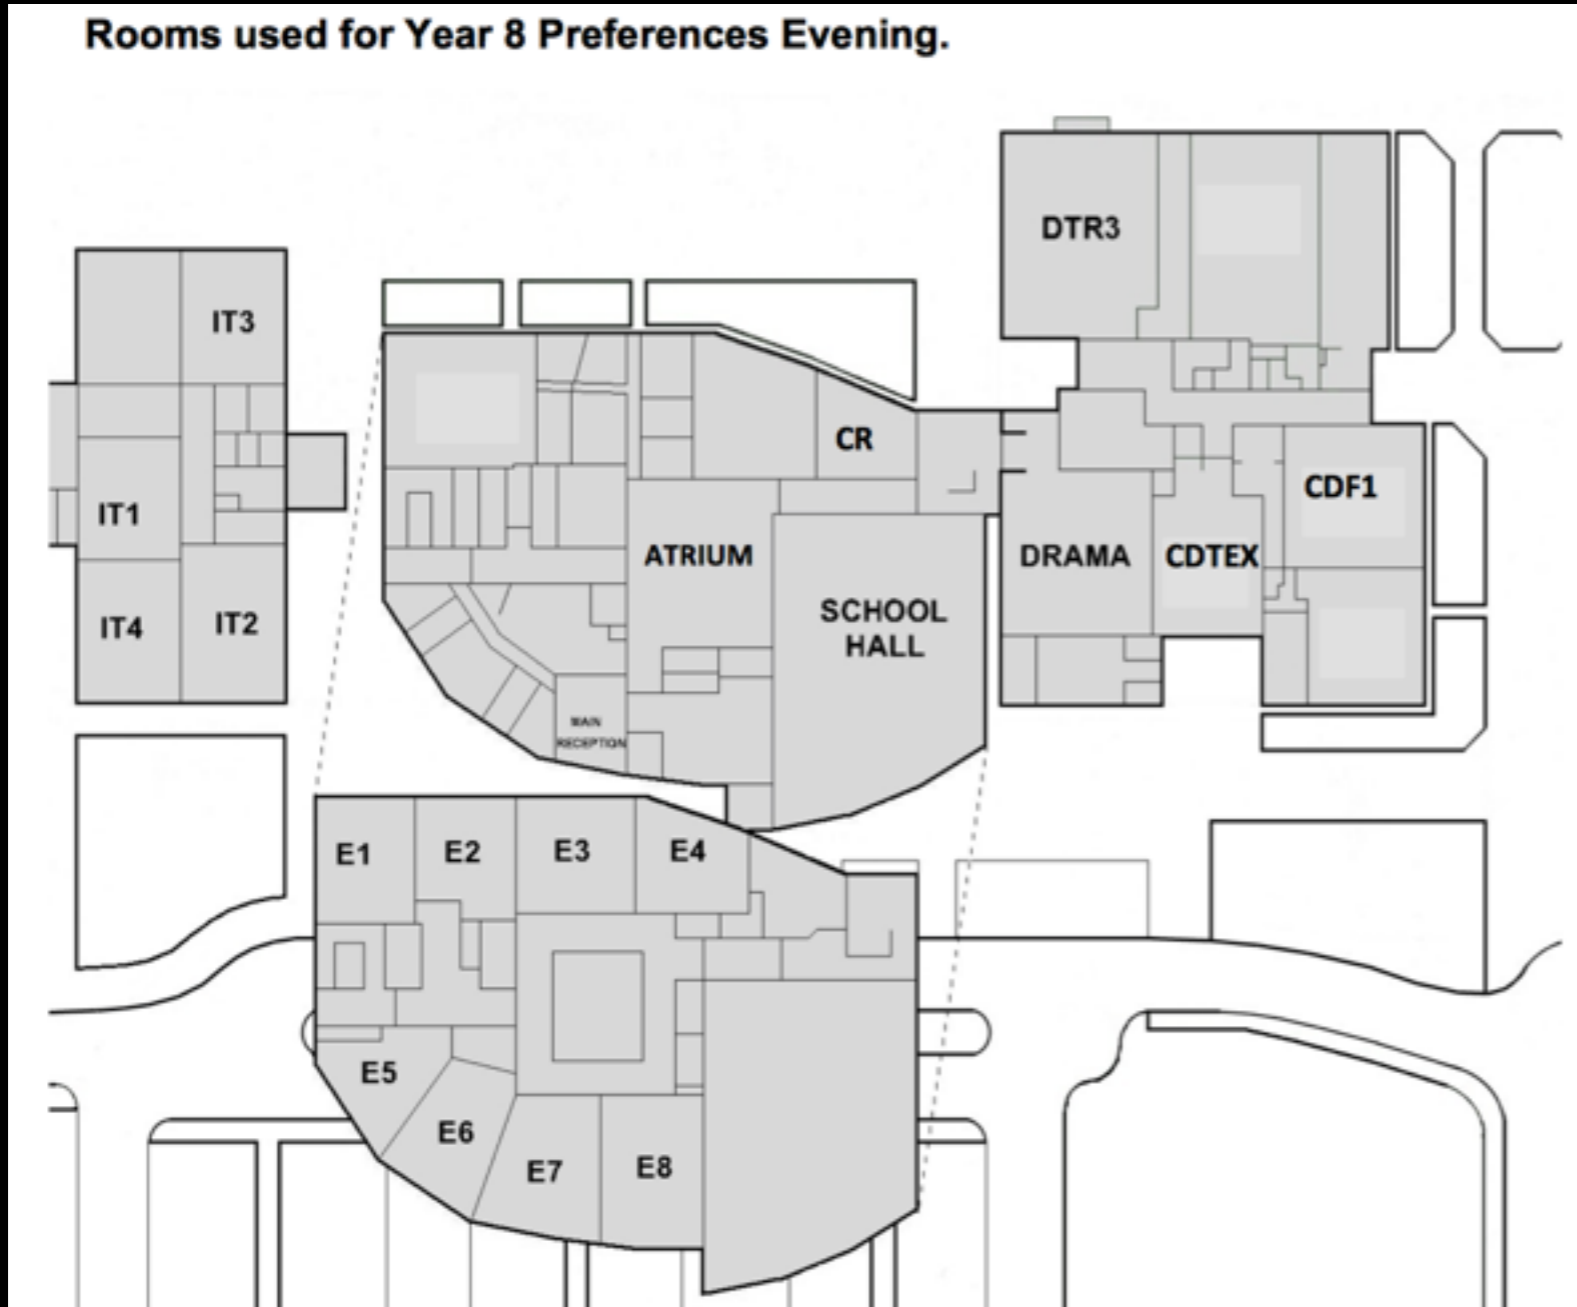 Rooms used for Year 8 Preferences Evening.
DTR3
IT3
CR
CDF1
IT1
ATRIUM
DRAMA
CDTEX
SCHOOL
HALL
IT4
IT2
MAIN
RECEPTION
E1
E2
E3
E4
E5
E6
E7
E8